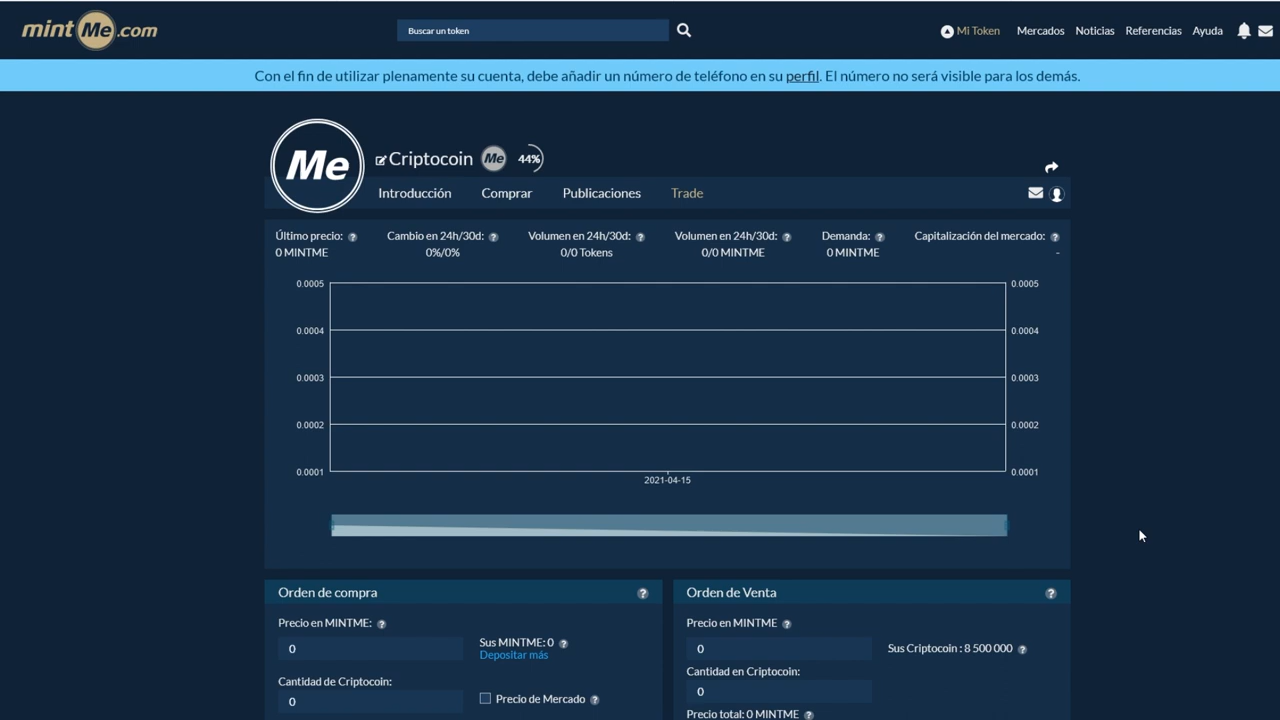 mintMe.com
Buscar un token
Mi Token Mercados Noticias Referencias Ayuda
Con el fin de utilizar plenamente su cuenta, debe añadir un número de teléfono en su perfil. El número no será visible para los demás.
Me
Criptocoin Me 44%
Introducción Comprar Publicaciones Trade
Último precio: ? Cambio en 24h/30d: ? Volumen en 24h/30d: ? Volumen en 24h/30d: ? Demanda: ? Capitalización del mercado: ?
0 MINTME 0%/0% 0/0 Tokens 0/0 MINTME 0 MINTME -
0.0005 0.0005
0.0004 0.0004
0.0003 0.0003
0.0002 0.0002
0.0001 0.0001
2021-04-15
Orden de compra ?
Precio en MINTME: ?
0
Sus MINTME: 0 ?
Depositar más
Cantidad de Criptocoin:
0
Precio de Mercado ?
Orden de Venta ?
Precio en MINTME ?
0
Sus Criptocoin : 8 500 000 ?
Cantidad en Criptocoin:
0
Precio total: 0 MINTME ?